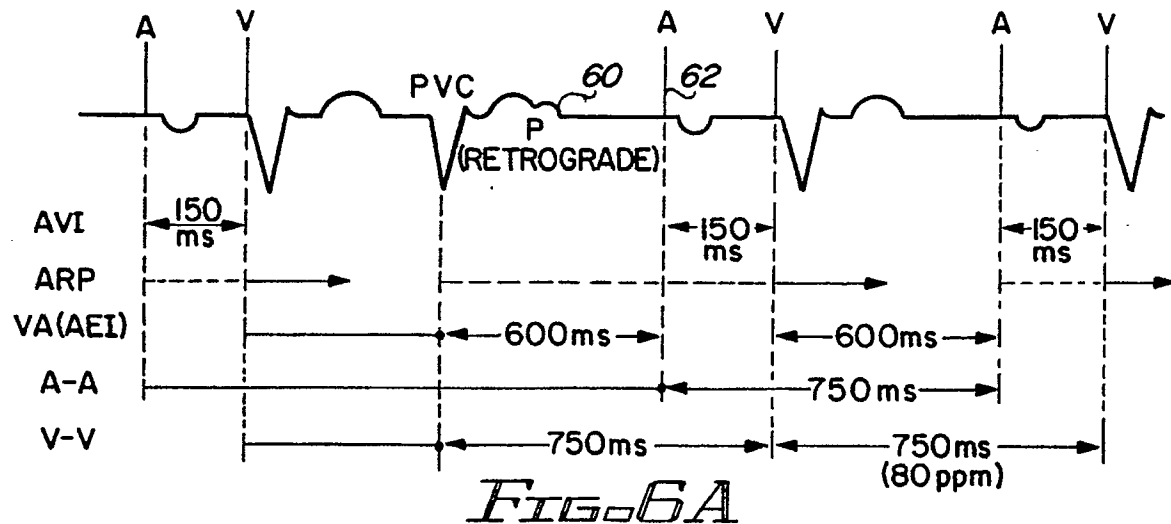 A V A V A V
PVC 60 62
P
(RETROGRADE)
AVI 150 ms 150 ms 150 ms
ARP
VA(AEI) 600ms 600ms
A-A 750ms
V-V 750ms 750ms
(80ppm)
FIG. 6A